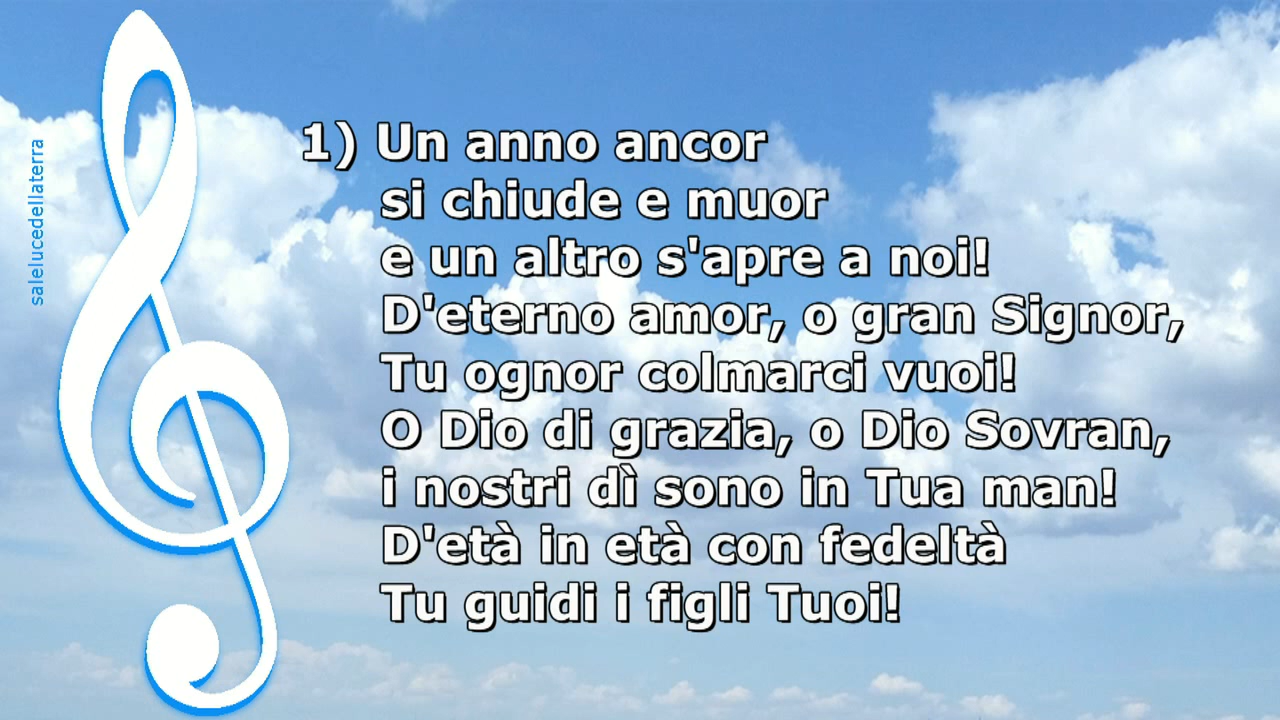 salelucedellaterra
1) Un anno ancor
si chiude e muor
e un altro s'apre a noi!
D'eterno amor, o gran Signor,
Tu ognor colmarci vuoi!
O Dio di grazia, o Dio Sovran,
i nostri dì sono in Tua man!
D'età in età con fedeltà
Tu guidi i figli Tuoi!